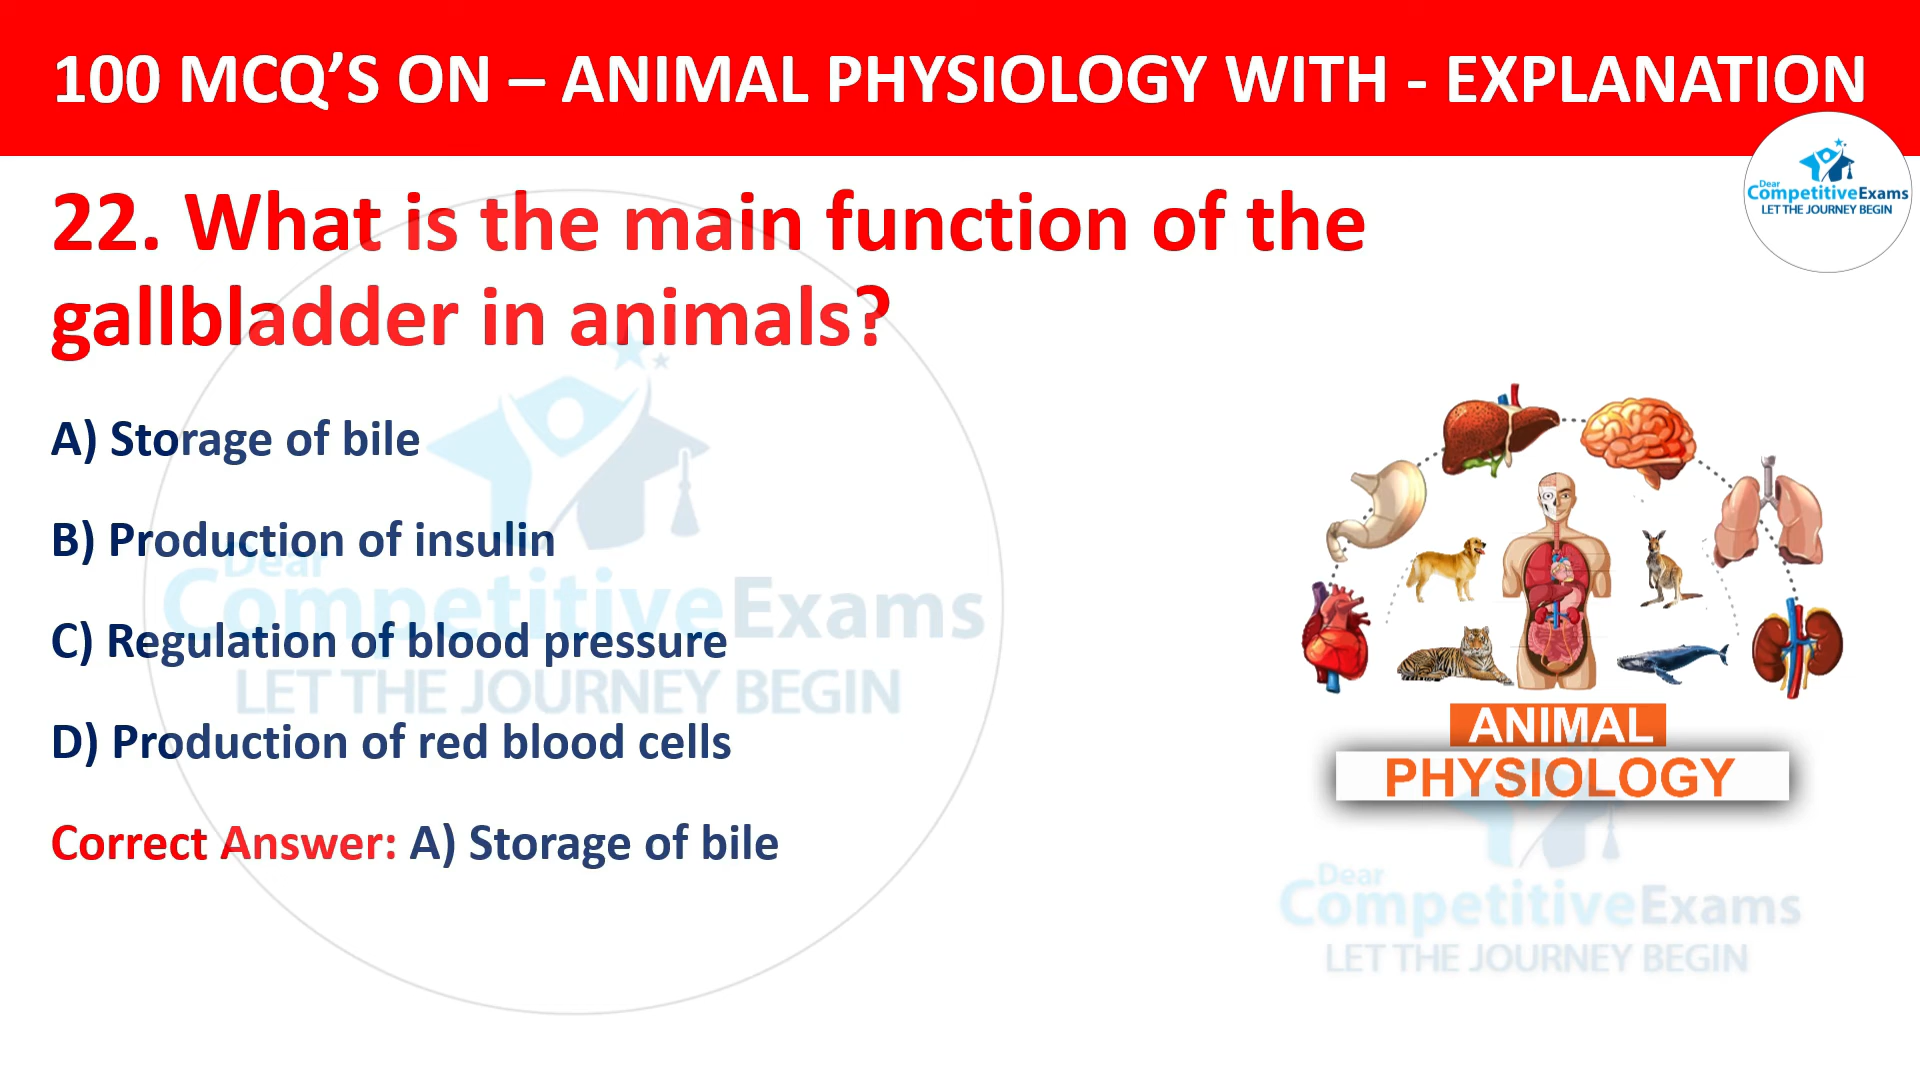 100 MCQ’S ON – ANIMAL PHYSIOLOGY WITH - EXPLANATION
Dear
CompetitiveExams
LET THE JOURNEY BEGIN
22. What is the main function of the
gallbladder in animals?
A) Storage of bile
B) Production of insulin
C) Regulation of blood pressure
D) Production of red blood cells
Correct Answer: A) Storage of bile
Dear
CompetitiveExams
LET THE JOURNEY BEGIN
ANIMAL
PHYSIOLOGY
Dear
CompetitiveExams
LET THE JOURNEY BEGIN